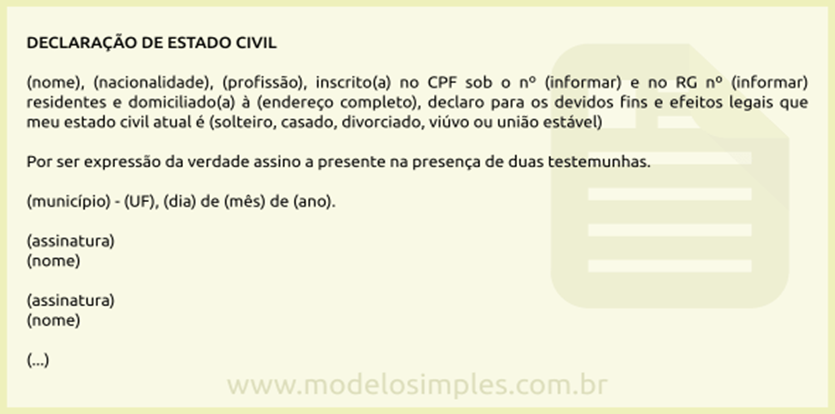 DECLARAÇÃO DE ESTADO CIVIL
(nome), (nacionalidade), (profissão), inscrito(a) no CPF sob o nº (informar) e no RG nº (informar)
residentes e domiciliado(a) à (endereço completo), declaro para os devidos fins e efeitos legais que
meu estado civil atual é (solteiro, casado, divorciado, viúvo ou união estável)
Por ser expressão da verdade assino a presente na presença de duas testemunhas.
(município) - (UF), (dia) de (mês) de (ano).
(assinatura)
(nome)
(assinatura)
(nome)
(...)
www.modelosimples.com.br